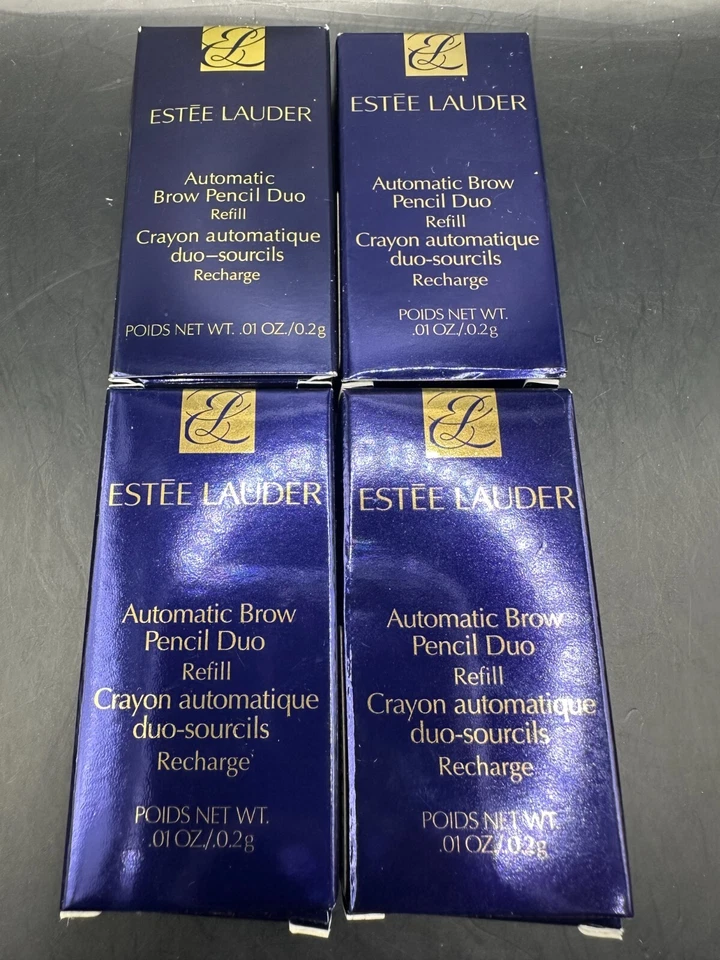 EL
ESTĒE LAUDER
Automatic
Brow Pencil Duo
Refill
Crayon automatique
duo–sourcils
Recharge
POIDS NET WT. .01 OZ./0.2g
EL
ESTĒE LAUDER
Automatic Brow
Pencil Duo
Refill
Crayon automatique
duo-sourcils
Recharge
POIDS NET WT.
.01 OZ./.0.2g
EL
ESTĒE LAUDER
Automatic Brow
Pencil Duo
Refill
Crayon automatique
duo-sourcils
Recharge
POIDS NET WT.
.01 OZ./.0.2g
EL
ESTĒE LAUDER
Automatic Brow
Pencil Duo
Refill
Crayon automatique
duo-sourcils
Recharge
POIDS NET WT.
.01 OZ./.0.2g